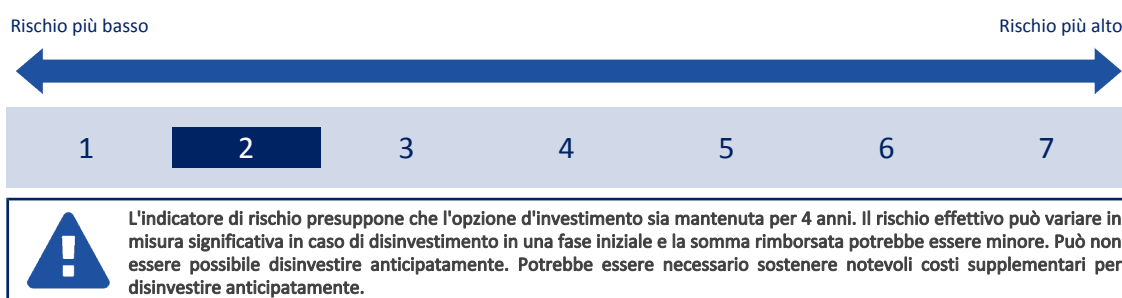 Rischio più basso Rischio più alto
1 2 3 4 5 6 7
L'indicatore di rischio presuppone che l'opzione d'investimento sia mantenuta per 4 anni. Il rischio effettivo può variare in
misura significativa in caso di disinvestimento in una fase iniziale e la somma rimborsata potrebbe essere minore. Può non
essere possibile disinvestire anticipatamente. Potrebbe essere necessario sostenere notevoli costi supplementari per
disinvestire anticipatamente.